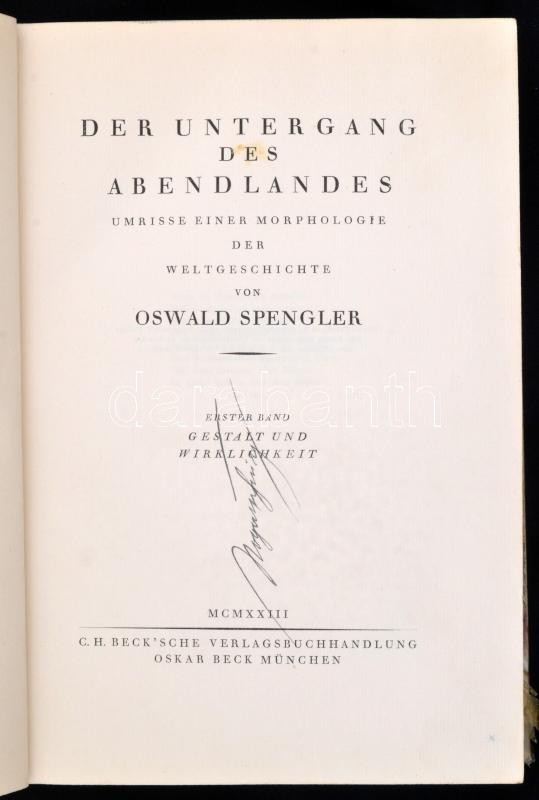 DER UNTERGANG
DES
ABENDLANDES
UMRISSE EINER MORPHOLOGIE
DER
WELTGESCHICHTE
VON
OSWALD SPENGLER
darabanth
ERSTER BAND
GESTALT UND
WIRKLICHKEIT
MCMXXIII
C. H. BECK'SCHE VERLAGSBUCHHANDLUNG
OSKAR BECK MÜNCHEN